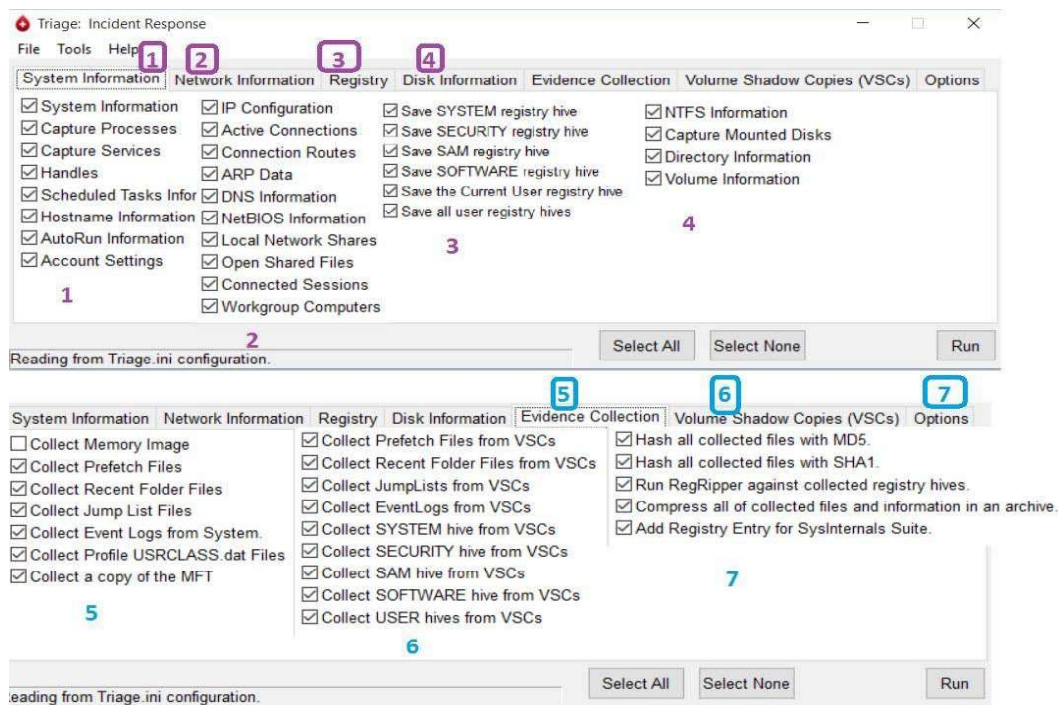 Triage: Incident Response
File Tools Help
1 2 3 4
System Information Network Information Registry Disk Information Evidence Collection Volume Shadow Copies (VSCs) Options
System Information
Capture Processes
Capture Services
Handles
Scheduled Tasks Infor
Hostname Information
AutoRun Information
Account Settings
1
IP Configuration
Active Connections
Connection Routes
ARP Data
DNS Information
NetBIOS Information
Local Network Shares
Open Shared Files
Connected Sessions
Workgroup Computers
2
Save SYSTEM registry hive
Save SECURITY registry hive
Save SAM registry hive
Save SOFTWARE registry hive
Save the Current User registry hive
Save all user registry hives
3
NTFS Information
Capture Mounted Disks
Directory Information
Volume Information
4
Reading from Triage.ini configuration.
Select All Select None Run
5 6 7
System Information Network Information Registry Disk Information Evidence Collection Volume Shadow Copies (VSCs) Options
Collect Memory Image
Collect Prefetch Files
Collect Recent Folder Files
Collect Jump List Files
Collect Event Logs from System.
Collect Profile USRCLASS.dat Files
Collect a copy of the MFT
5
Collect Prefetch Files from VSCs
Collect Recent Folder Files from VSCs
Collect JumpLists from VSCs
Collect EventLogs from VSCs
Collect SYSTEM hive from VSCs
Collect SECURITY hive from VSCs
Collect SAM hive from VSCs
Collect SOFTWARE hive from VSCs
Collect USER hives from VSCs
6
Hash all collected files with MD5.
Hash all collected files with SHA1.
Run RegRipper against collected registry hives.
Compress all of collected files and information in an archive.
Add Registry Entry for SysInternals Suite.
7
eading from Triage.ini configuration.
Select All Select None Run